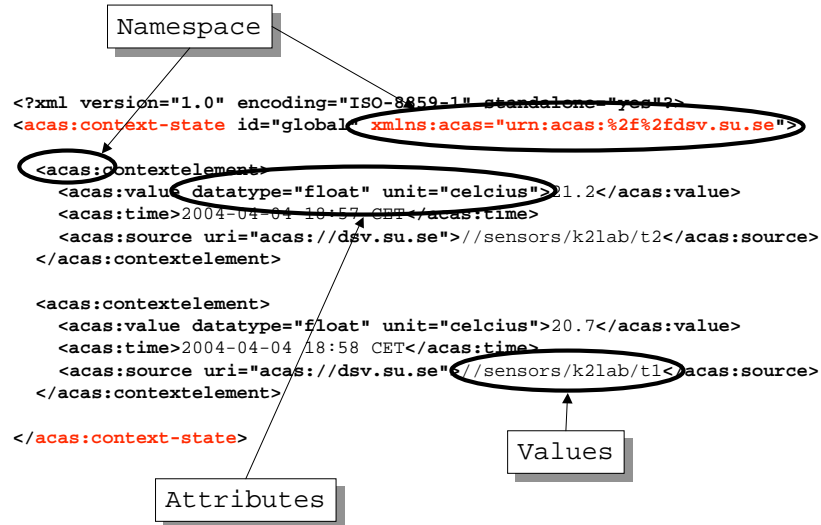 Namespace
<?xml version="1.0" encoding="ISO-8859-1" standalone="yes"?>
<acas:context-state id="global" xmlns:acas="urn:acas:%2f%2fdsv.su.se">
<acas:contextelement>
<acas:value datatype="float" unit="celcius">21.2</acas:value>
<acas:time>2004-04-04 18:57 CET</acas:time>
<acas:source uri="acas://dsv.su.se">//sensors/k2lab/t2</acas:source>
</acas:contextelement>
<acas:contextelement>
<acas:value datatype="float" unit="celcius">20.7</acas:value>
<acas:time>2004-04-04 18:58 CET</acas:time>
<acas:source uri="acas://dsv.su.se">//sensors/k2lab/t1</acas:source>
</acas:contextelement>
</acas:context-state>
Values
Attributes